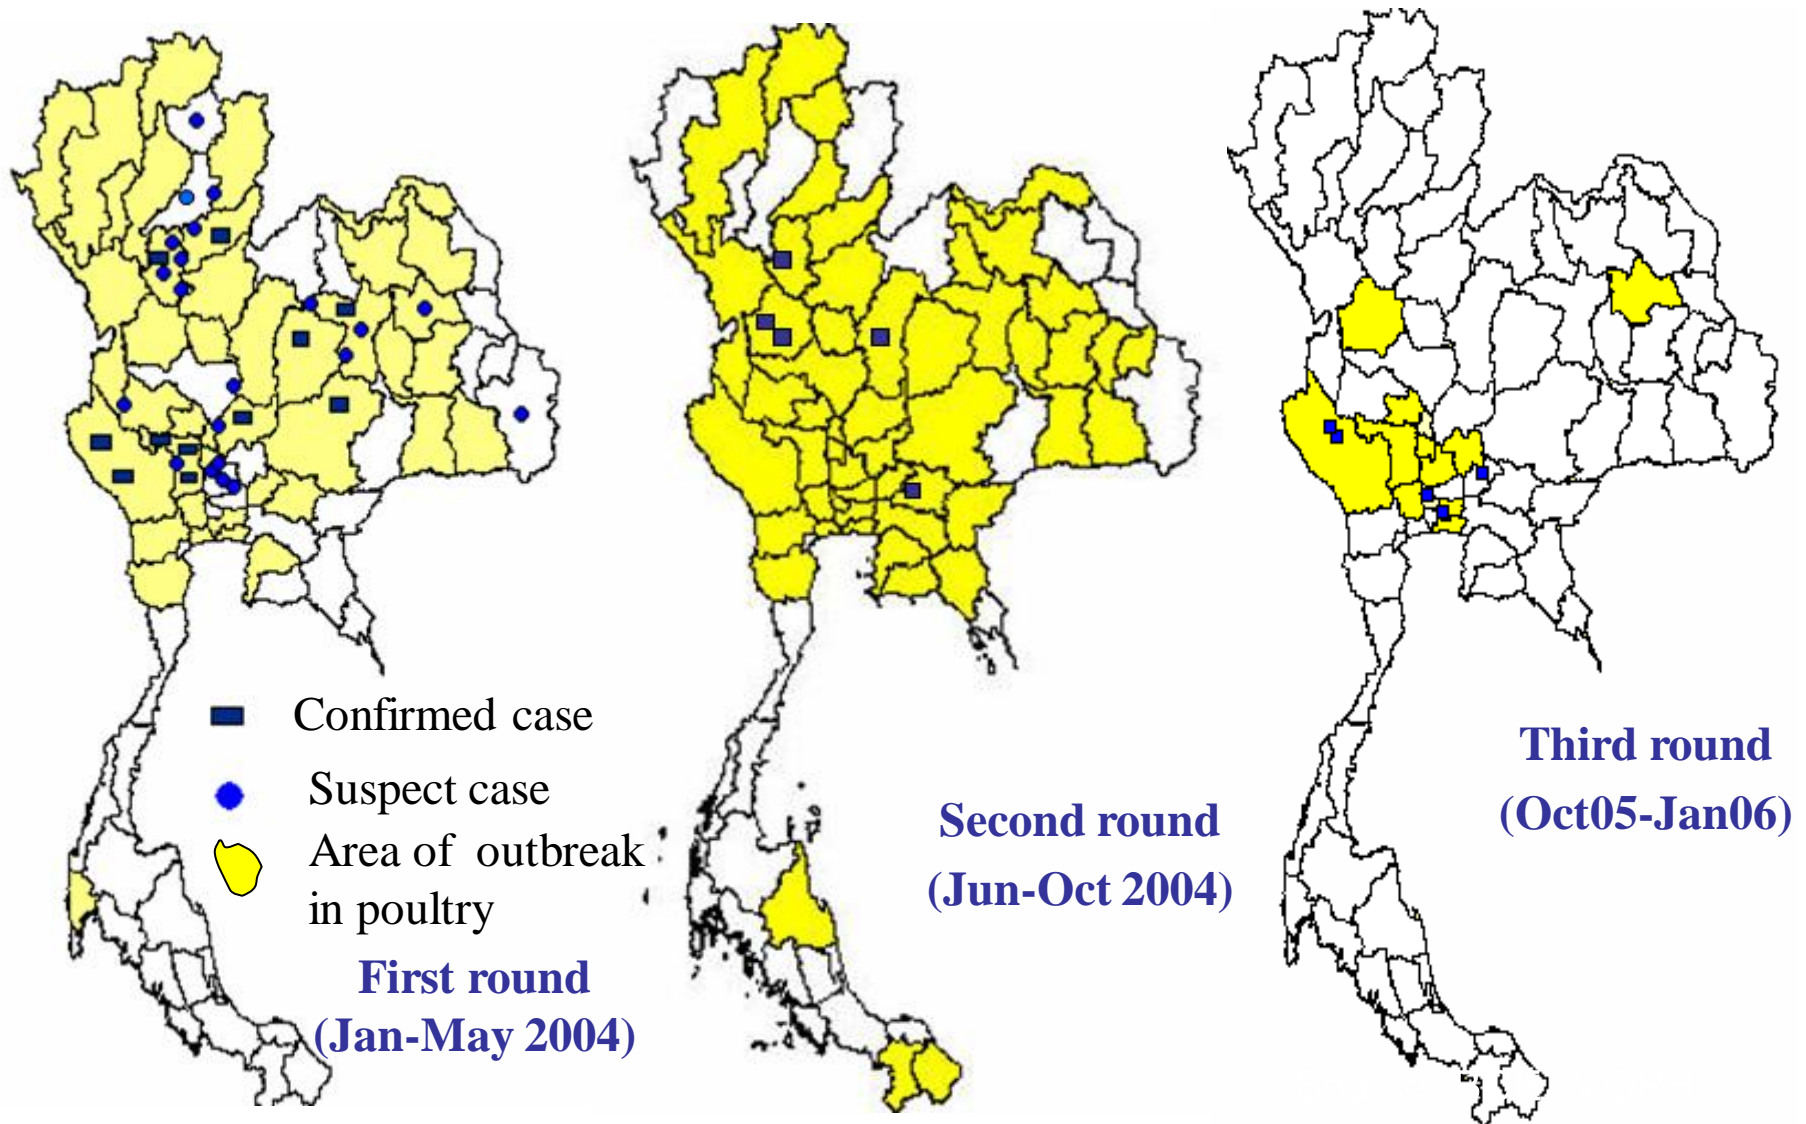 Confirmed case
Suspect case
Area of outbreak
in poultry
First round
(Jan-May 2004)
Second round
(Jun-Oct 2004)
Third round
(Oct05-Jan06)